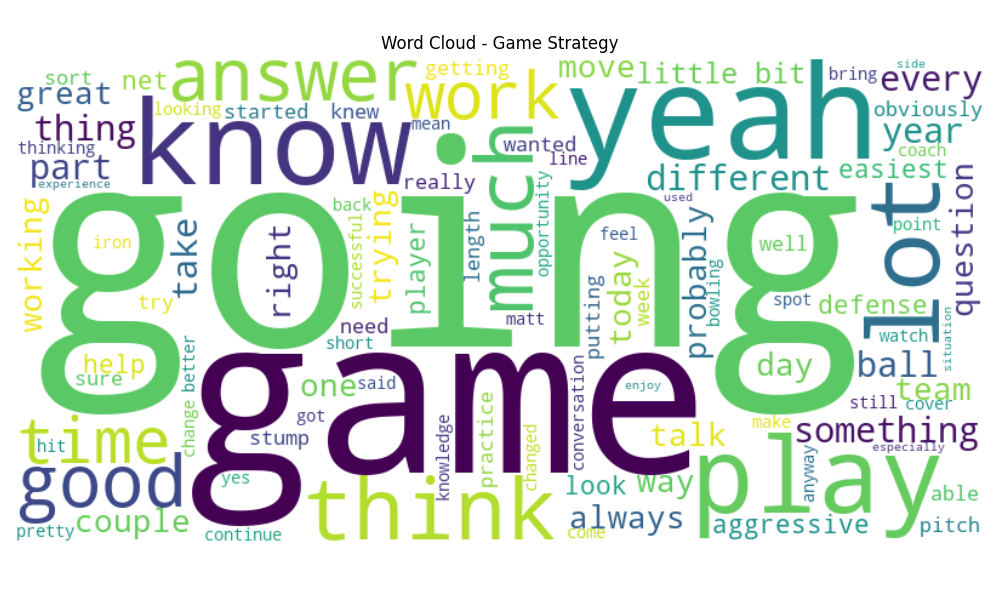 Word Cloud - Game Strategy
sort
net
answer
getting
move
little bit
bring
side
every
great
looking
started
knew
work
yeah
obviously
thing
know
mean
wanted
line
year
coach
thinking
part
experience
really
much
different
easiest
used
lot
question
going
working
iron
take
right
back
successful
trying
player
length
opportunity
feel
probably
well
point
try
need
short
matt
putting
today
week
bowling
spot
defense
watch
situation
help
sure
better
change
game
one
said
enjoy
day
ball
team
still
cover
time
hit
got
stump
knowledge
practice
changed
conversation
talk
make
something
especially
good
yes
think
look
way
play
anyway
able
pretty
couple
continue
come
always
aggressive
pitch